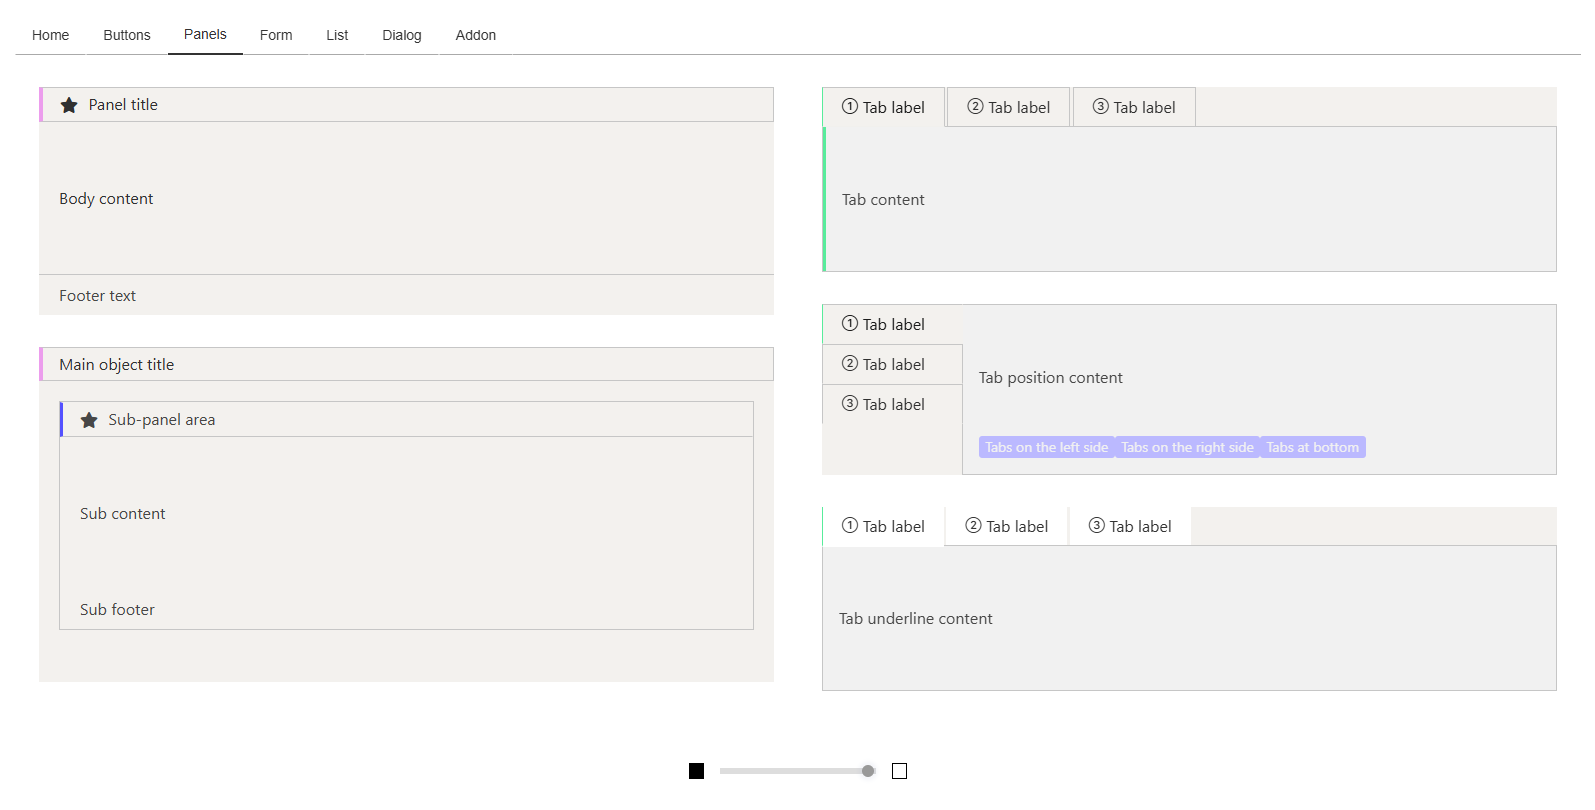 Home Buttons Panels Form List Dialog Addon
Panel title
Body content
Footer text
Main object title
Sub-panel area
Sub content
Sub footer
① Tab label ② Tab label ③ Tab label
Tab content
① Tab label
② Tab label
③ Tab label
Tab position content
Tabs on the left side Tabs on the right side Tabs at bottom
① Tab label ② Tab label ③ Tab label
Tab underline content